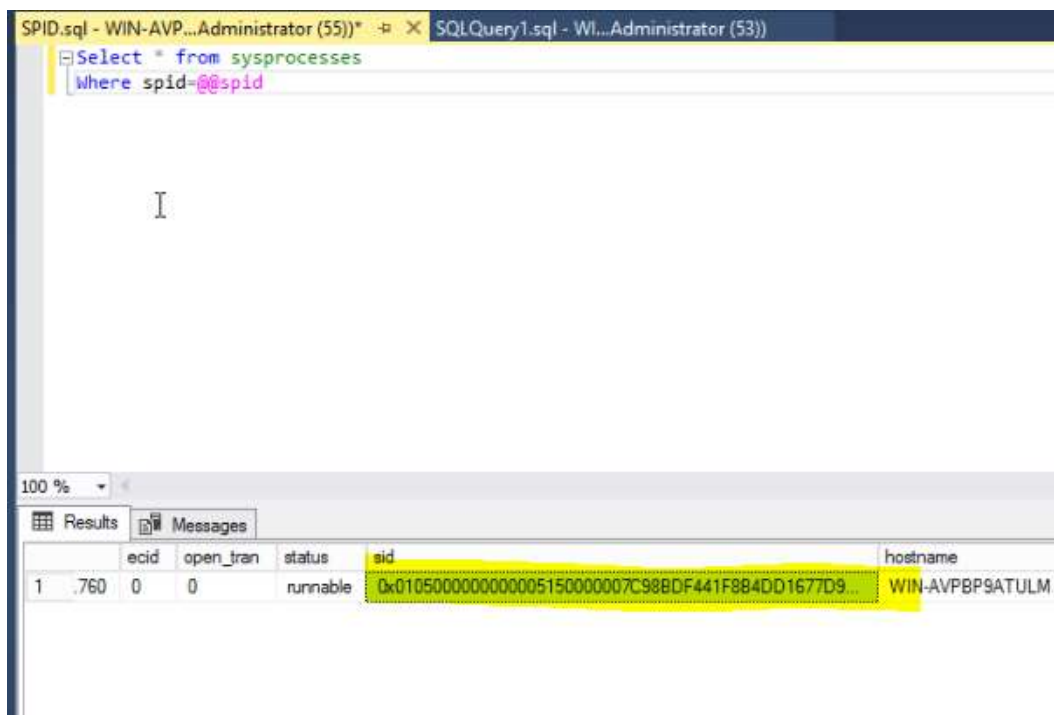 SPID.sql - WIN-AVP...Administrator (55))* SQLQuery1.sql - WI...Administrator (53))
Select * from sysprocesses
Where spid=@@spid
100 %
Results Messages
ecid open_tran status sid hostname
1 .760 0 0 runnable 0x0105000000000005150000007C98BDF441F8B4DD1677D9... WIN-AVPBP9ATULM